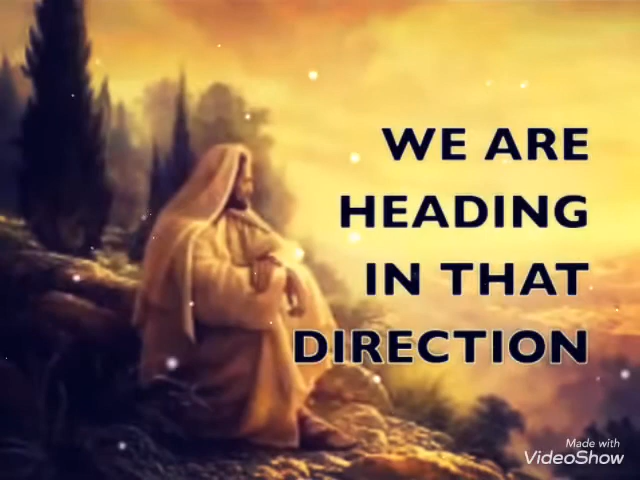 WE ARE
HEADING
IN THAT
DIRECTION
Made with
VideoShow